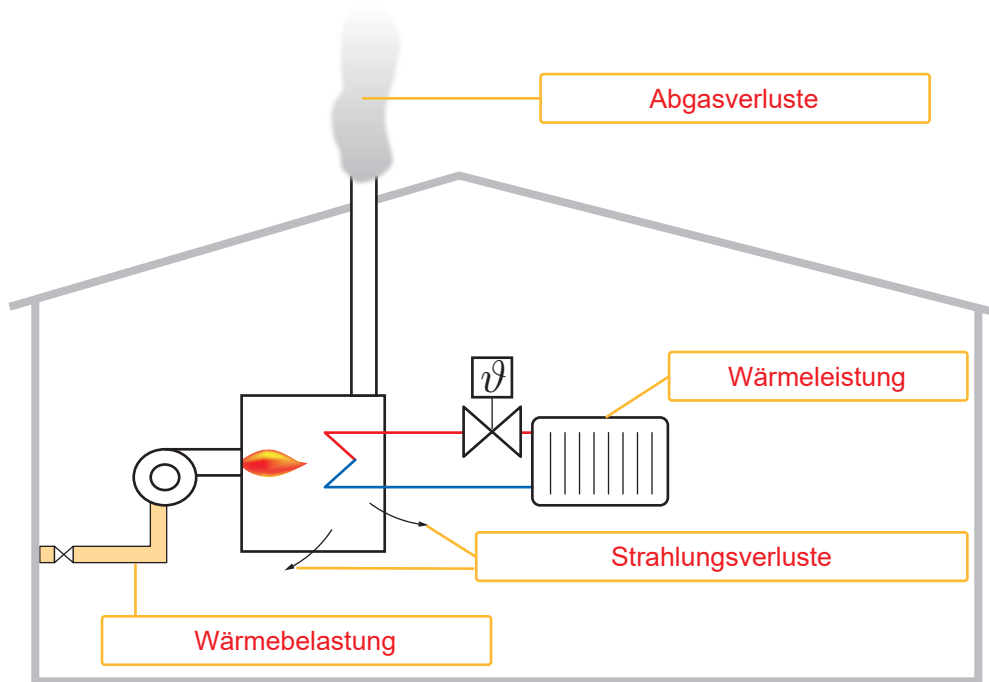 Abgasverluste
Wärmeleistung
ϑ
Strahlungsverluste
Wärmebelastung